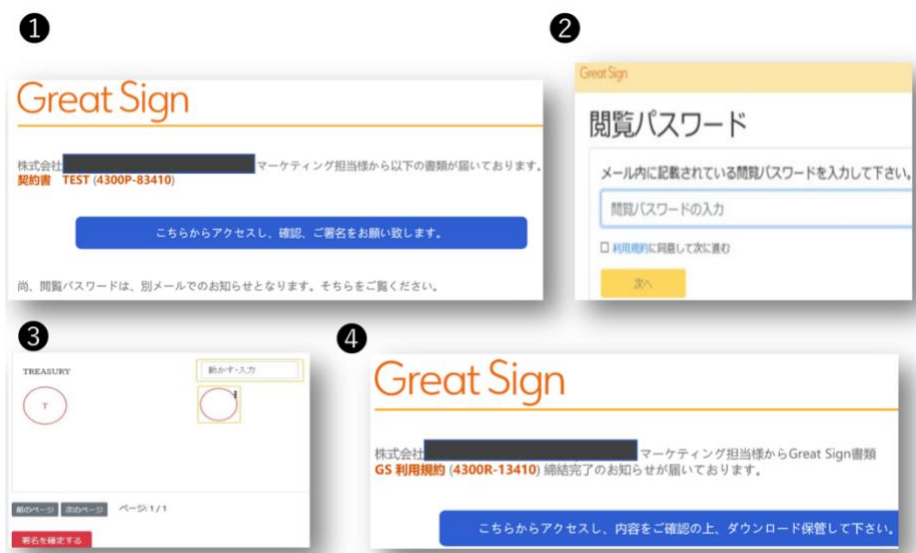 ❶
Great Sign
株式会社 マーケティング担当様から以下の書類が届いております。
契約書 TEST (4300P-83410)
こちらからアクセスし、確認、ご署名をお願い致します。
尚、閲覧パスワードは、別メールでのお知らせとなります。そちらをご覧ください。
❷
Great Sign
閲覧パスワード
メール内に記載されている閲覧パスワードを入力して下さい。
閲覧パスワードの入力
利用規約に同意して次に進む
次へ
❸
TREASURY
動かす・入力
T
前のページ 次のページ ページ: 1 / 1
署名を確定する
❹
Great Sign
株式会社 マーケティング担当様からGreat Sign書類
GS 利用規約 (4300R-13410) 締結完了のお知らせが届いております。
こちらからアクセスし、内容をご確認の上、ダウンロード保管して下さい。